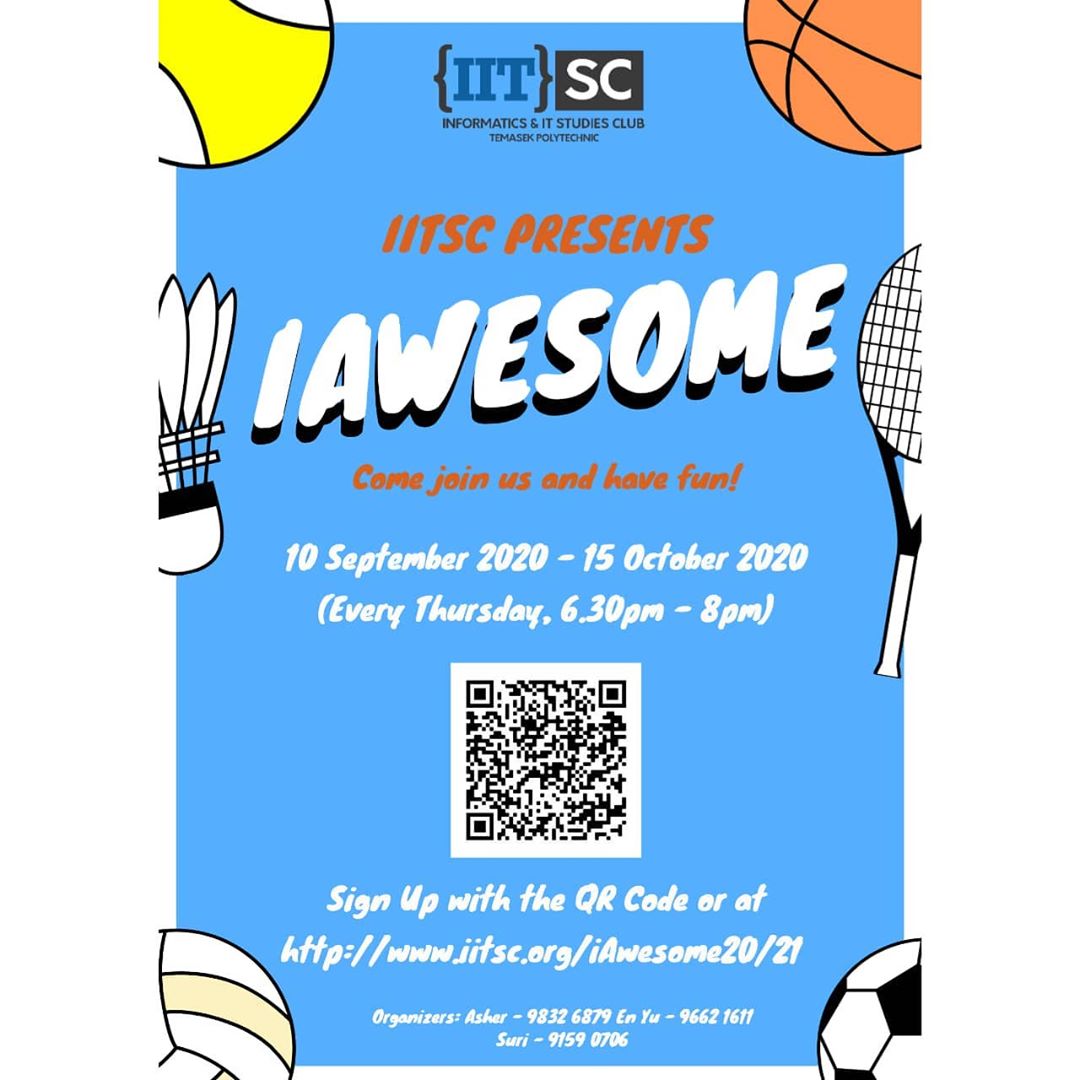 {IIT} SC
INFORMATICS & IT STUDIES CLUB
TEMASEK POLYTECHNIC
IITSC PRESENTS
IAWESOME
Come join us and have fun!
10 September 2020 - 15 October 2020
(Every Thursday, 6.30pm - 8pm)
Sign Up with the QR Code or at
http://www.iitsc.org/iAwesome20/21
Organizers: Asher - 9832 6879 En Yu - 9662 1611
Suri - 9159 0706